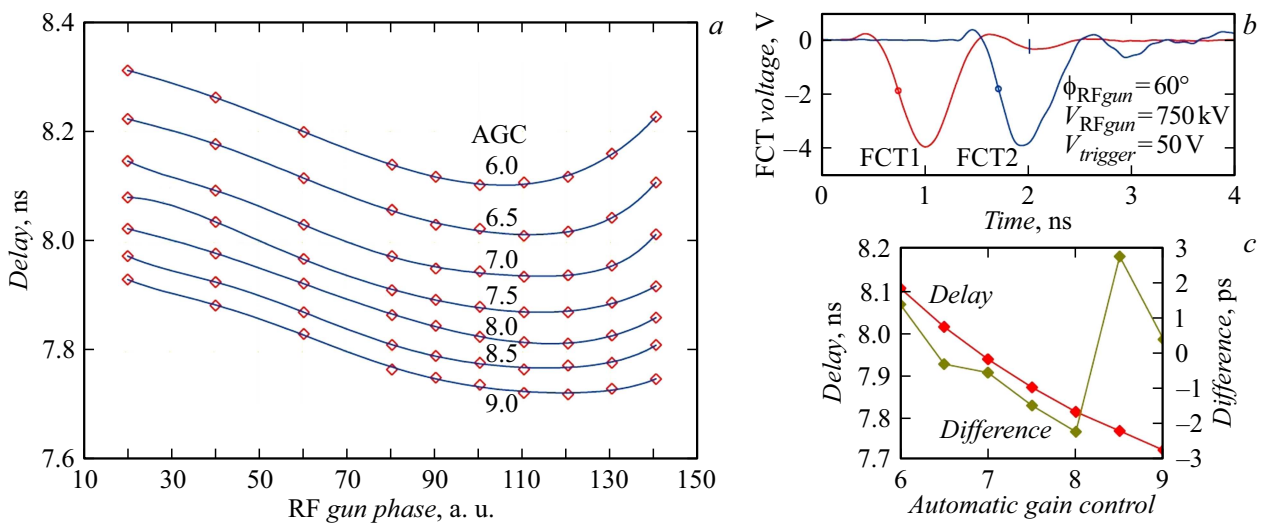 a
8.4
8.2
8.0
7.8
7.6
Delay, ns
AGC
6.0
6.5
7.0
7.5
8.0
8.5
9.0
10 30 50 70 90 110 130 150
RF gun phase, a. u.
b
0
−2
−4
FCT voltage, V
ϕRFgun = 60°
VRFgun = 750 kV
Vtrigger = 50 V
FCT1 FCT2
0 1 2 3 4
Time, ns
c
8.2
8.1
8.0
7.9
7.8
7.7
Delay, ns
Delay
Difference
3
2
1
0
−1
−2
−3
Difference, ps
6 7 8 9
Automatic gain control